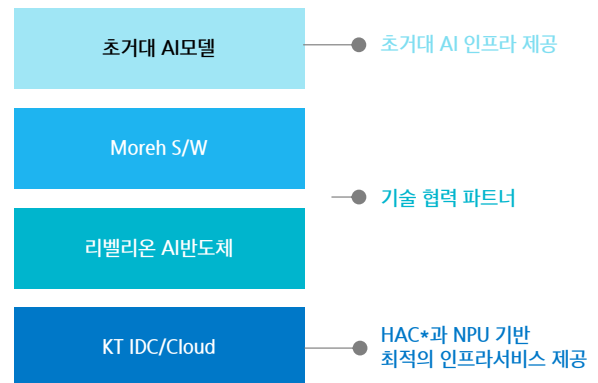 초거대 AI모델
초거대 AI 인프라 제공
Moreh S/W
기술 협력 파트너
리벨리온 AI반도체
KT IDC/Cloud
HAC*과 NPU 기반
최적의 인프라서비스 제공